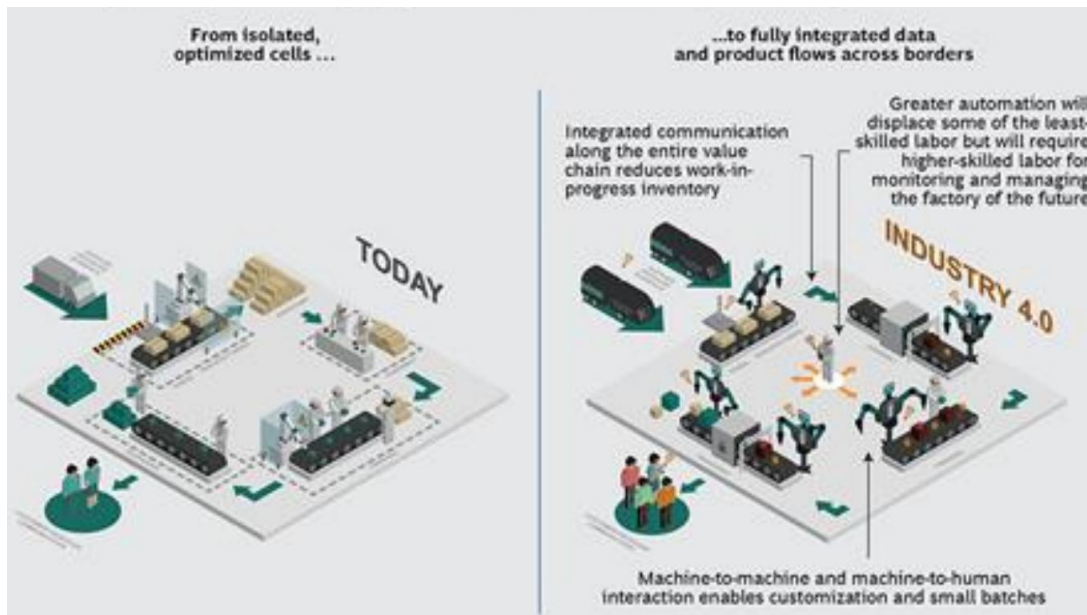 From isolated,
optimized cells ...
...to fully integrated data
and product flows across borders
TODAY
Integrated communication
along the entire value
chain reduces work-in-
progress inventory
Greater automation will
displace some of the least-
skilled labor but will require
higher-skilled labor for
monitoring and managing
the factory of the future
INDUSTRY 4.0
Machine-to-machine and machine-to-human
interaction enables customization and small batches